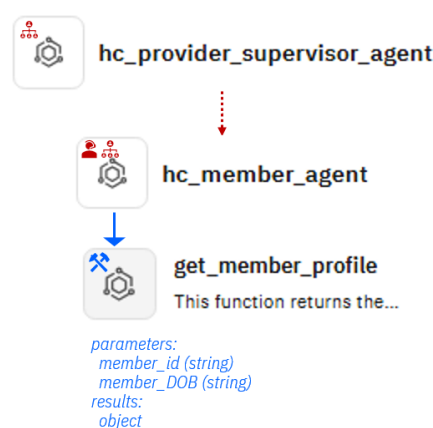 hc_provider_supervisor_agent
hc_member_agent
get_member_profile
This function returns the...
parameters:
member_id (string)
member_DOB (string)
results:
object